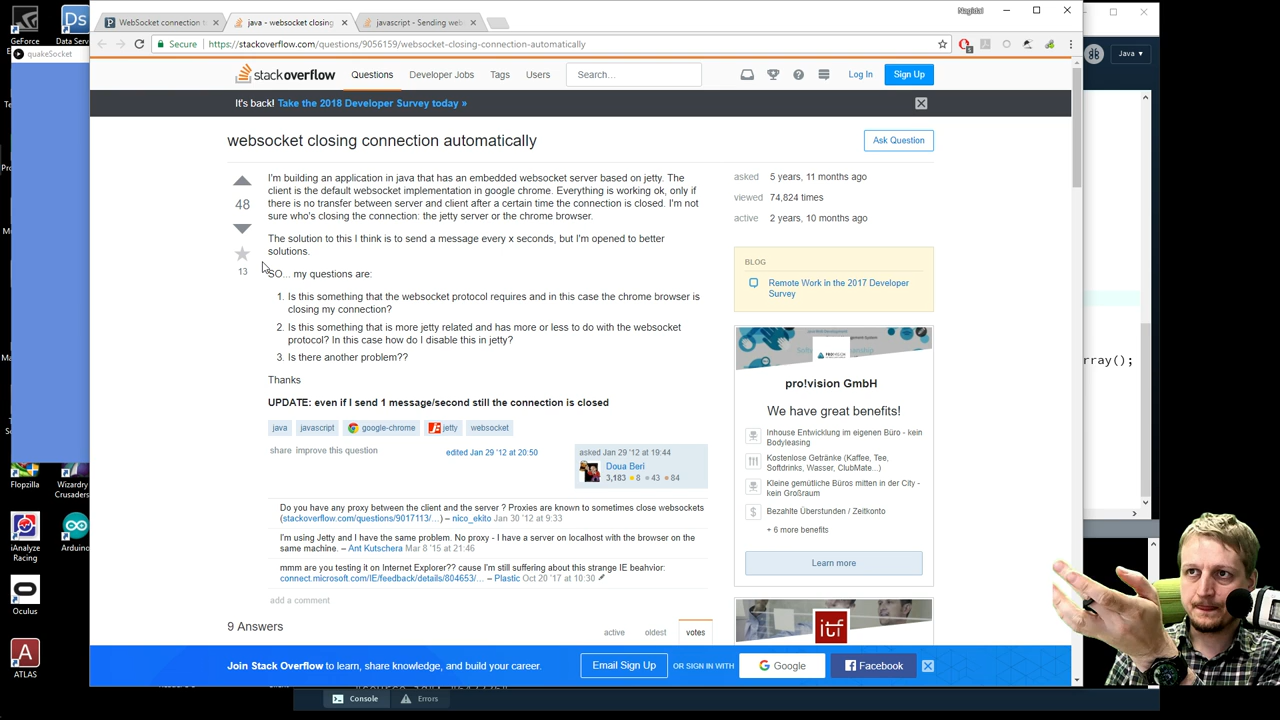 GeForce
Data Serv
quakeSocket
Nagidal
WebSocket connection t
java - websocket closing
javascript - Sending web
Secure
https://stackoverflow.com/questions/9056159/websocket-closing-connection-automatically
Java
stackoverflow
Questions
Developer Jobs
Tags
Users
Search...
Log In
Sign Up
It's back! Take the 2018 Developer Survey today »
websocket closing connection automatically
Ask Question
48
13
I'm building an application in java that has an embedded websocket server based on jetty. The
client is the default websocket implementation in google chrome. Everything is working ok, only if
there is no transfer between server and client after a certain time the connection is closed. I'm not
sure who's closing the connection: the jetty server or the chrome browser.
The solution to this I think is to send a message every x seconds, but I'm opened to better
solutions.
SO... my questions are:
1. Is this something that the websocket protocol requires and in this case the chrome browser is
closing my connection?
2. Is this something that is more jetty related and has more or less to do with the websocket
protocol? In this case how do I disable this in jetty?
3. Is there another problem??
Thanks
UPDATE: even if I send 1 message/second still the connection is closed
java
javascript
google-chrome
jetty
websocket
share improve this question
edited Jan 29 '12 at 20:50
asked Jan 29 '12 at 19:44
Doua Beri
3,183 8 43 84
Do you have any proxy between the client and the server ? Proxies are known to sometimes close websockets
(stackoverflow.com/questions/9017113/...) – nico_ekito Jan 30 '12 at 9:33
I'm using Jetty and I have the same problem. No proxy - I have a server on localhost with the browser on the
same machine. – Ant Kutschera Mar 8 '15 at 21:46
mmm are you testing it on Internet Explorer?? cause I'm still suffering about this strange IE beahvior:
connect.microsoft.com/IE/feedback/details/804653/... – Plastic Oct 20 '17 at 10:30
add a comment
9 Answers
active
oldest
votes
asked 5 years, 11 months ago
viewed 74,824 times
active 2 years, 10 months ago
BLOG
Remote Work in the 2017 Developer
Survey
PROVISION
pro!vision GmbH
We have great benefits!
Inhouse Entwicklung im eigenen Büro - kein
Bodyleasing
Kostenlose Getränke (Kaffee, Tee,
Softdrinks, Wasser, ClubMate...)
Kleine gemütliche Büros mitten in der City -
kein Großraum
Bezahlte Überstunden / Zeitkonto
+ 6 more benefits
Learn more
itf
rray();
Join Stack Overflow to learn, share knowledge, and build your career.
Email Sign Up
OR SIGN IN WITH
Google
Facebook
Flopzilla
Wizardry
Crusaders
iAnalyze
Racing
Arduino
Oculus
ATLAS
Console
Errors